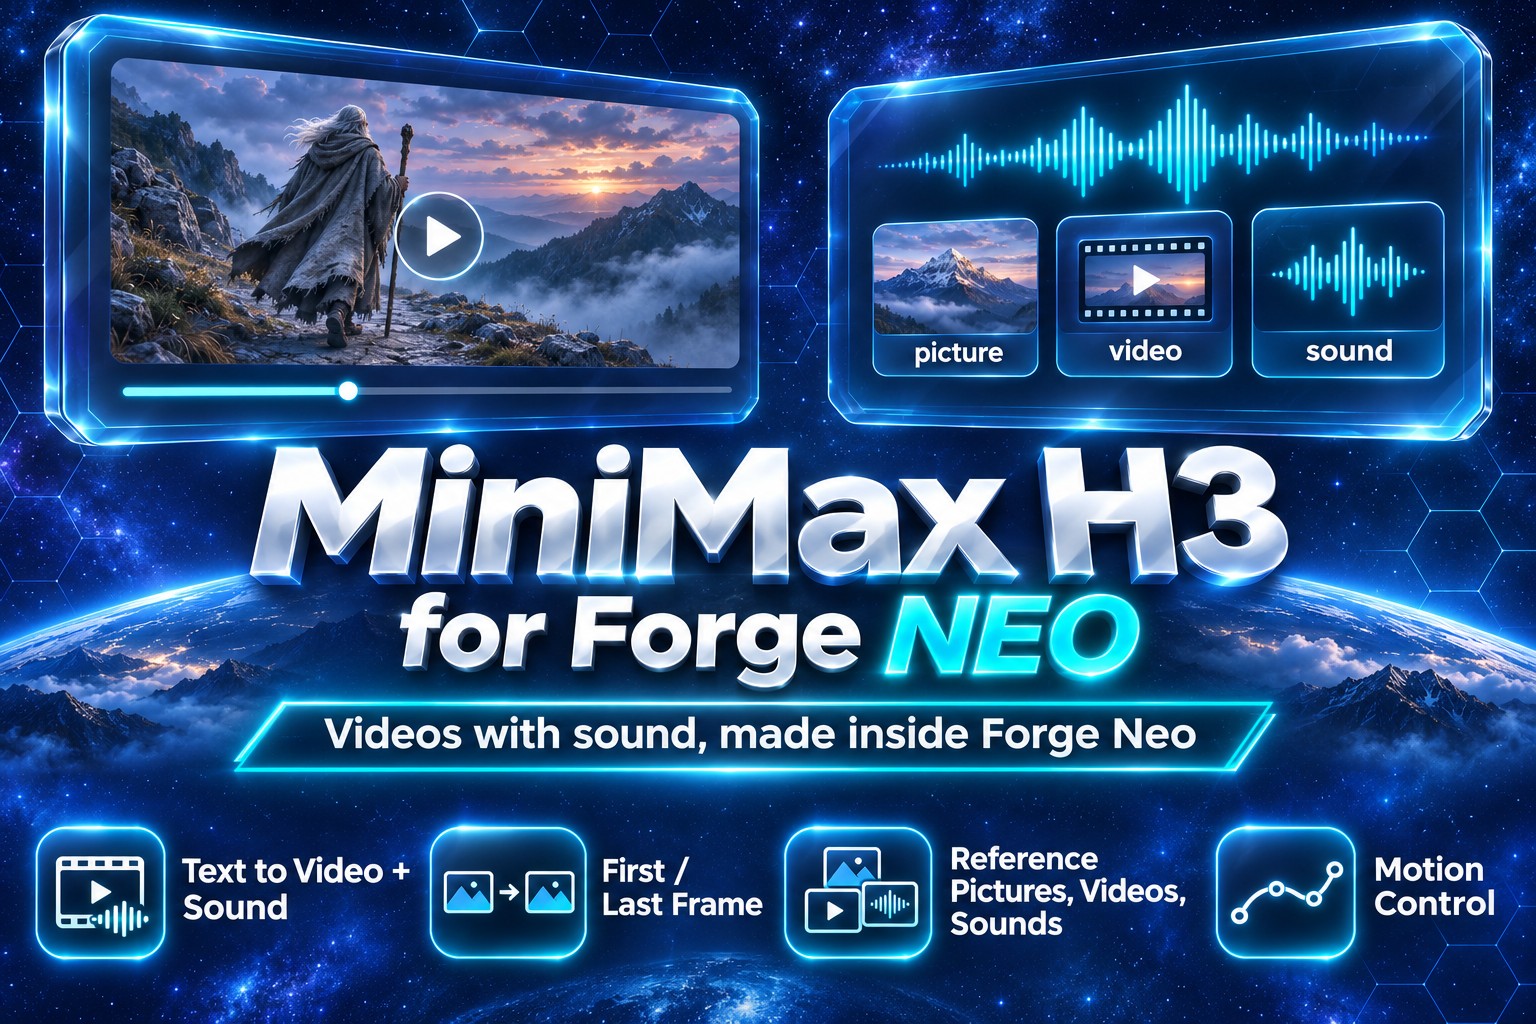 picture
video
sound
MiniMax H3
for Forge NEO
Videos with sound, made inside Forge Neo
Text to Video +
Sound
First /
Last Frame
Reference
Pictures, Videos,
Sounds
Motion
Control